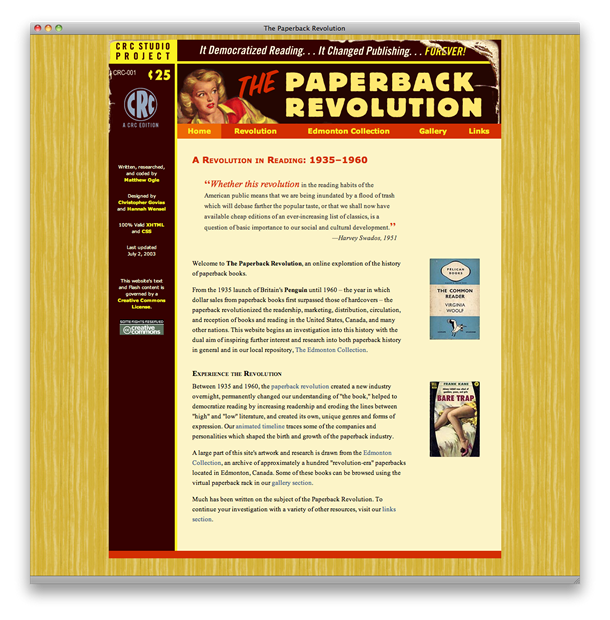 The Paperback Revolution
CRC STUDIO
PROJECT
It Democratized Reading. . . It Changed Publishing... FOREVER!
CRC-001
¢25
CRC
A CRC EDITION
THE PAPERBACK
REVOLUTION
Home Revolution Edmonton Collection Gallery Links
Written, researched,
and coded by
Matthew Ogle
Designed by
Christopher Govias
and Hannah Wensel
100% Valid XHTML
and CSS
Last updated
July 2, 2003
This website's text
and Flash content is
governed by a
Creative Commons
License.
SOME RIGHTS RESERVED
creative
commons
A Revolution in Reading: 1935–1960
“Whether this revolution in the reading habits of the
American public means that we are being inundated by a flood of trash
which will debase farther the popular taste, or that we shall now have
available cheap editions of an ever-increasing list of classics, is a
question of basic importance to our social and cultural development.”
—Harvey Swados, 1951
Welcome to The Paperback Revolution, an online exploration of the history
of paperback books.
From the 1935 launch of Britain's Penguin until 1960 – the year in which
dollar sales from paperback books first surpassed those of hardcovers – the
paperback revolutionized the readership, marketing, distribution, circulation,
and reception of books and reading in the United States, Canada, and many
other nations. This website begins an investigation into this history with the
dual aim of inspiring further interest and research into both paperback history
in general and in our local repository, The Edmonton Collection.
PELICAN
BOOKS
THE COMMON
READER
VIRGINIA
WOOLF
Experience the Revolution
Between 1935 and 1960, the paperback revolution created a new industry
overnight, permanently changed our understanding of "the book," helped to
democratize reading by increasing readership and eroding the lines between
"high" and "low" literature, and created its own, unique genres and forms of
expression. Our animated timeline traces some of the companies and
personalities which shaped the birth and growth of the paperback industry.
FRANK KANE
BARE TRAP
A large part of this site's artwork and research is drawn from the Edmonton
Collection, an archive of approximately a hundred "revolution-era" paperbacks
located in Edmonton, Canada. Some of these can be browsed using the
virtual paperback rack in our gallery section.
Much has been written on the subject of the Paperback Revolution. To
continue your investigation with a variety of other resources, visit our links
section.